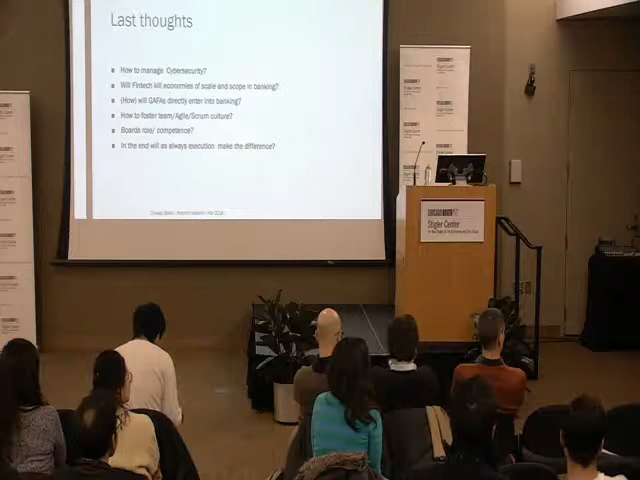 Last thoughts
How to manage Cybersecurity?
Will Fintech kill economies of scale and scope in banking?
(How) will GAFAs directly enter into banking?
How to foster team/Agile/Scrum culture?
Boards role/ competence?
In the end will as always execution make the difference?
CHICAGO BOOTH
Stigler Center